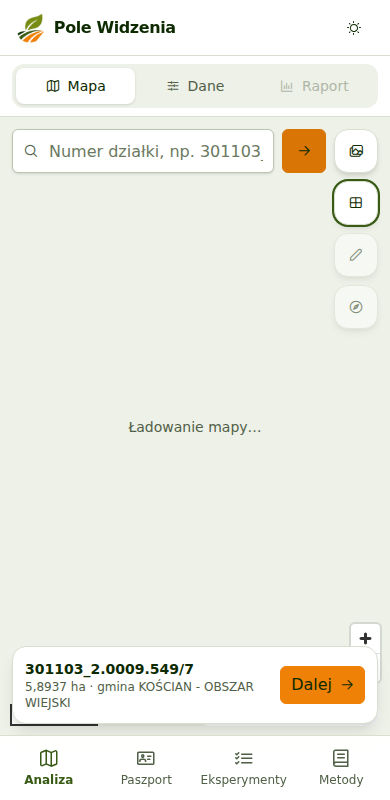 Pole Widzenia
Mapa
Dane
Raport
Numer działki, np. 301103_
Ładowanie mapy…
+
301103_2.0009.549/7
5,8937 ha · gmina KOŚCIAN - OBSZAR
WIEJSKI
Dalej →
Analiza
Paszport
Eksperymenty
Metody